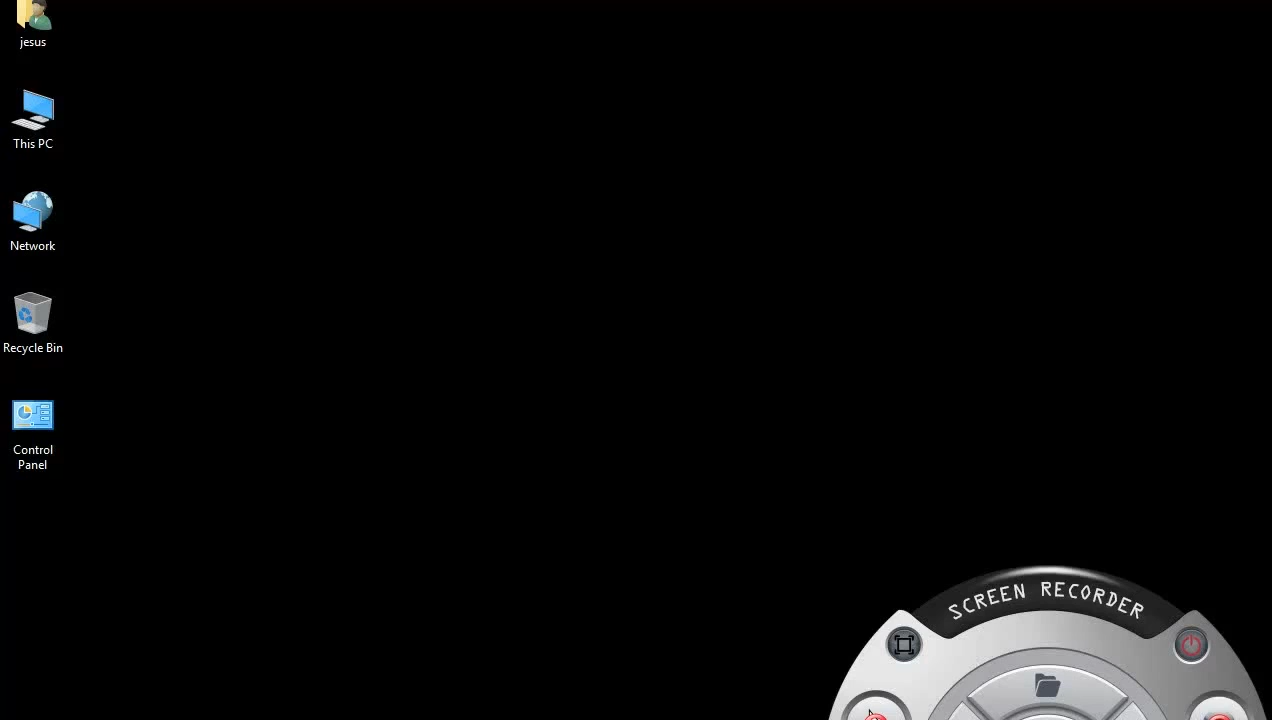 jesus
This PC
Network
Recycle Bin
Control
Panel
SCREEN RECORDER